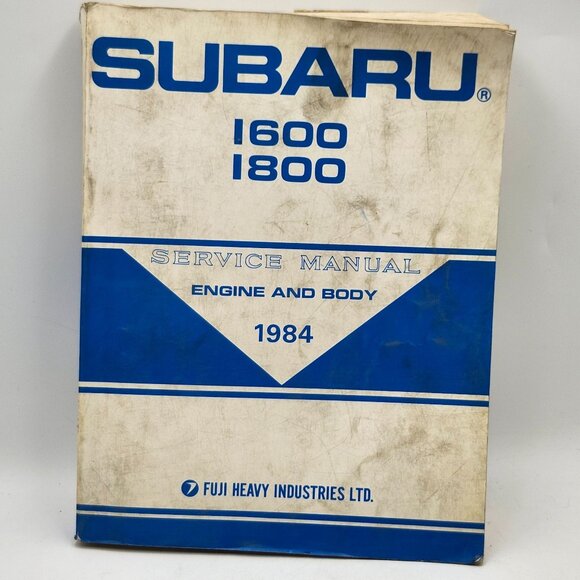 SUBARU®
1600
1800
SERVICE MANUAL
ENGINE AND BODY
1984
FUJI HEAVY INDUSTRIES LTD.